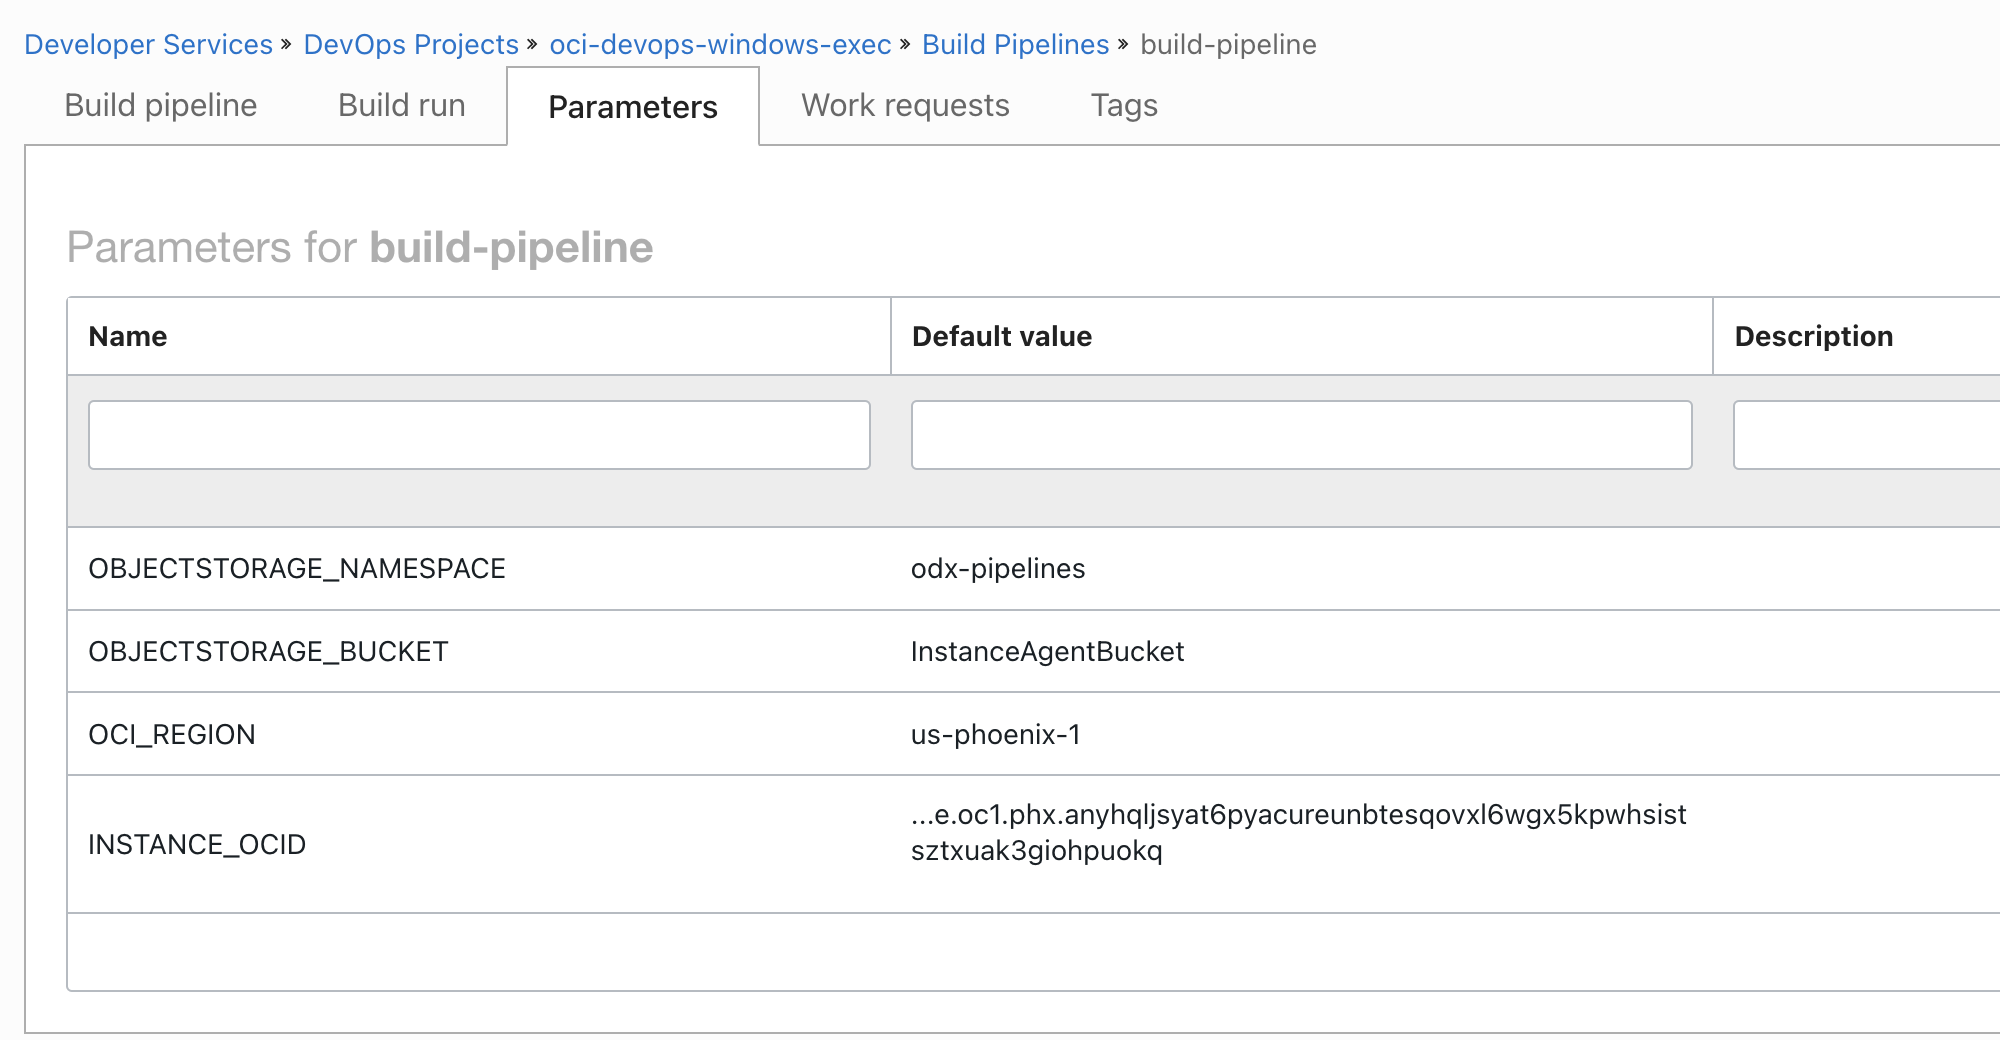 Developer Services » DevOps Projects » oci-devops-windows-exec » Build Pipelines » build-pipeline
Build pipeline Build run Parameters Work requests Tags
Parameters for build-pipeline
Name Default value Description
OBJECTSTORAGE_NAMESPACE odx-pipelines
OBJECTSTORAGE_BUCKET InstanceAgentBucket
OCI_REGION us-phoenix-1
INSTANCE_OCID ...e.oc1.phx.anyhqljsyat6pyacureunbtesqovxl6wgx5kpwhsist
sztxuak3giohpuokq